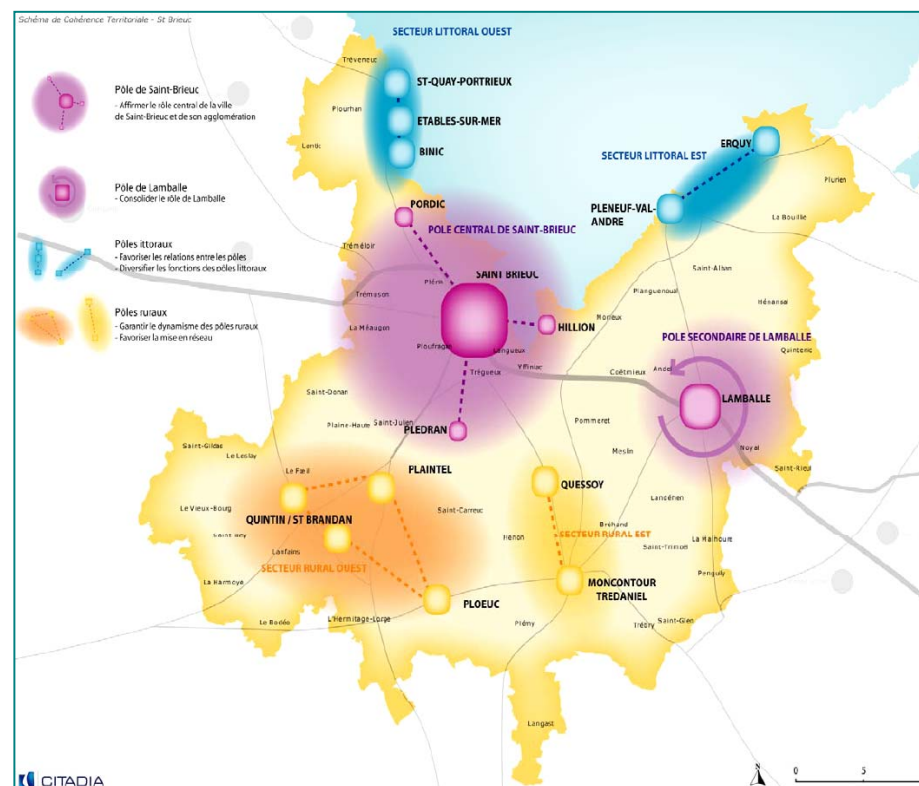 Schéma de Cohérence Territoriale - St Brieuc
Pôle de Saint-Brieuc
- Affirmer le rôle central de la ville
de Saint-Brieuc et de son agglomération
Pôle de Lamballe
- Consolider le rôle de Lamballe
Pôles ittoraux
- Favoriser les relations entre les pôles
- Diversifier les fonctions des pôles littoraux
Pôles ruraux
- Garantir le dynamisme des pôles ruraux
- Favoriser la mise en réseau
SECTEUR LITTORAL OUEST
Tréveneuc
ST-QUAY-PORTRIEUX
Plourhan
ETABLES-SUR-MER
Lantic
BINIC
ERQUY
SECTEUR LITTORAL EST
Plurien
PLENEUF-VAL-
ANDRE
La Bouillie
PORDIC
POLE CENTRAL DE SAINT-BRIEUC
Tréméloir
Saint-Alban
SAINT BRIEUC
Plérin
Planguenoual
Trémuson
Hénansal
Morieux
La Méaugon
HILLION
POLE SECONDAIRE DE LAMBALLE
Ploufragan
Langueux
Quintenic
Yffiniac
Trégueux
Coëtmieux
Andel
Saint-Donan
LAMBALLE
Plaine-Haute
Saint-Julien
Pommeret
PLEDRAN
Noyal
Saint-Gildas
Meslin
Le Leslay
Saint-Rieul
Le Fœil
PLAINTEL
QUESSOY
Landéhen
Le Vieux-Bourg
Saint-Carreuc
QUINTIN / ST BRANDAN
Bréhand
SECTEUR RURAL EST
Hénon
La Malhoure
Saint-Trimoël
Lanfains
SECTEUR RURAL OUEST
Penguily
La Harmoye
MONCONTOUR
TREDANIEL
PLOEUC
L'Hermitage-Lorge
Le Bodéo
Plémy
Trébry
Saint-Glen
Langast
CITADIA
N
0
5